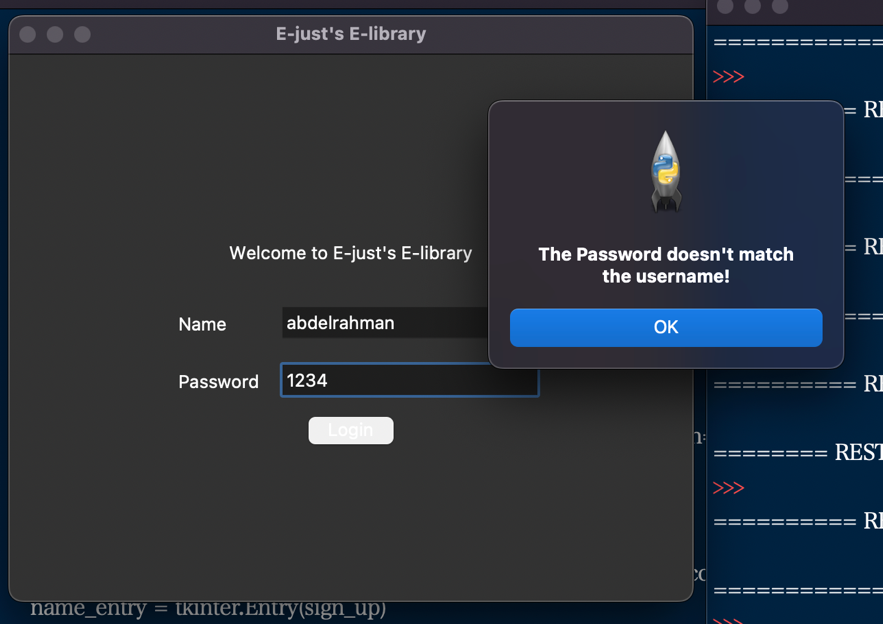 E-just's E-library
============
>>>
= RE
====
The Password doesn't match
the username!
= RE
Welcome to E-just's E-library
Name
abdelrahman
OK
===
Password
1234
========== RE
Login
======== REST
>>>
========== RE
============
name_entry = tkinter.Entry(sign_up)
>>>